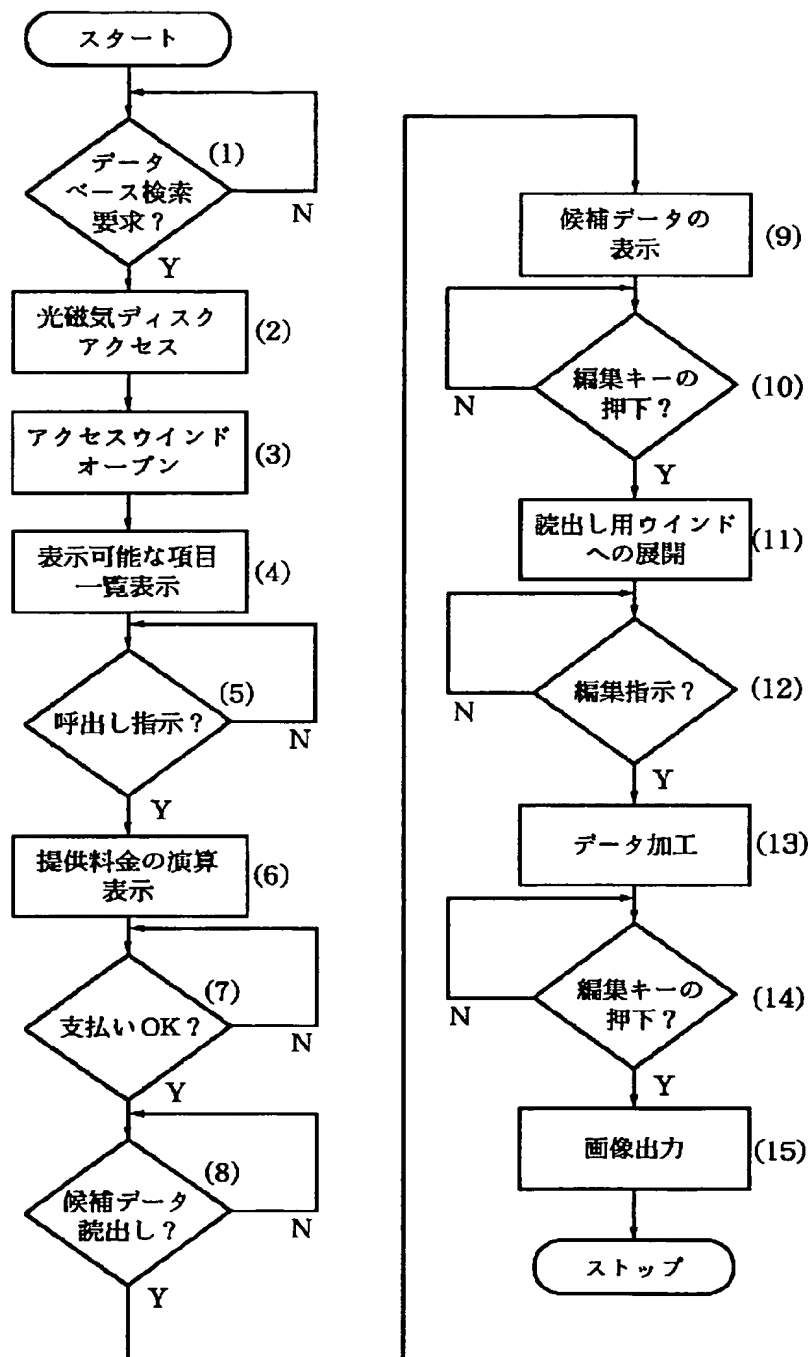 スタート
データ
ベース検索
要求?
(1)
N
Y
光磁気ディスク
アクセス
(2)
アクセスウインド
オープン
(3)
表示可能な項目
一覧表示
(4)
呼出し指示?
(5)
N
Y
提供料金の演算
表示
(6)
支払いOK?
(7)
N
Y
候補データ
読出し?
(8)
N
Y
候補データの
表示
(9)
編集キーの
押下?
(10)
N
Y
読出し用ウインド
への展開
(11)
編集指示?
(12)
N
Y
データ加工
(13)
編集キーの
押下?
(14)
N
Y
画像出力
(15)
ストップ